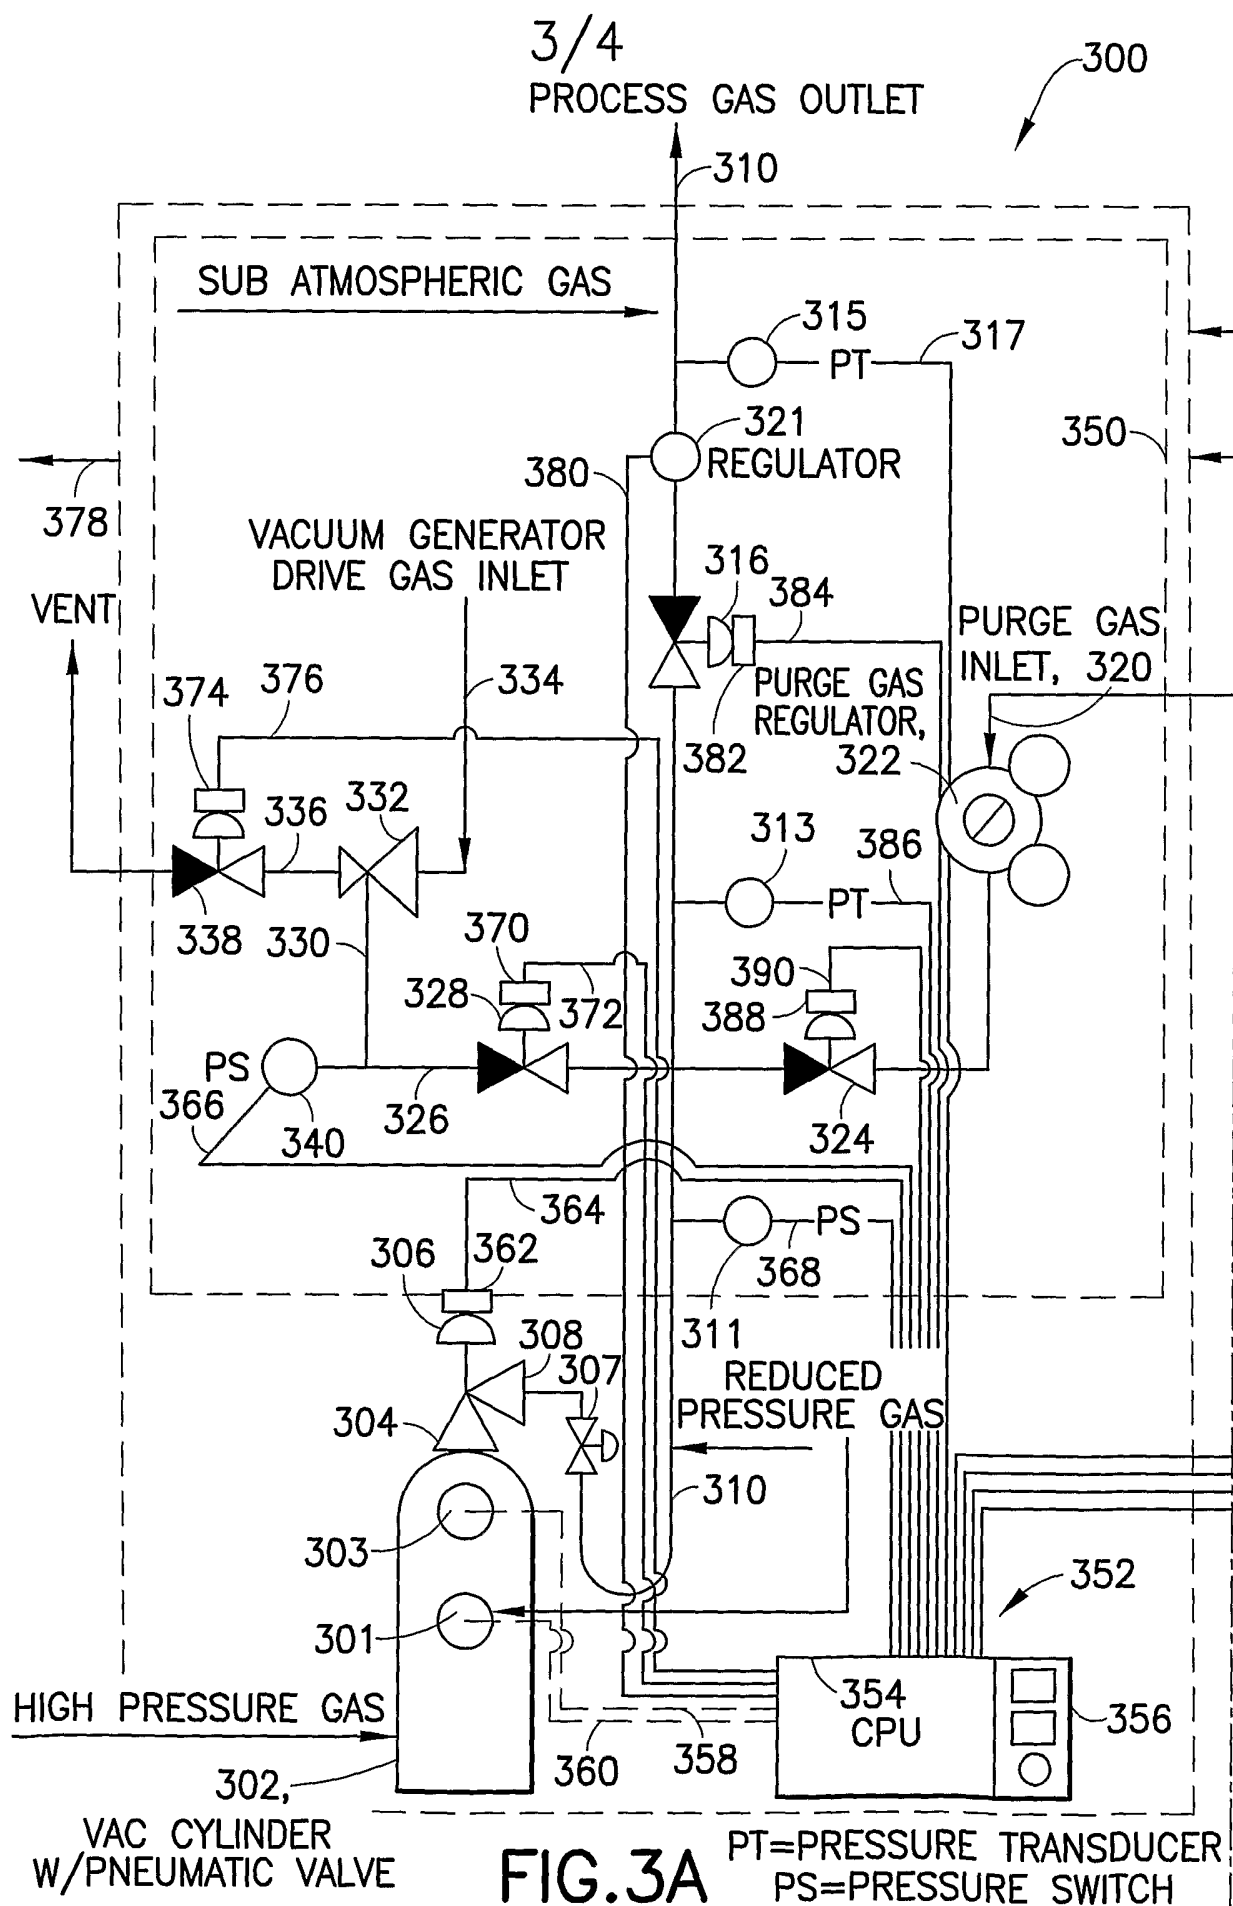 3/4
300
PROCESS GAS OUTLET
310
SUB ATMOSPHERIC GAS
315
317
PT
321
REGULATOR
350
380
378
VACUUM GENERATOR
DRIVE GAS INLET
316
384
VENT
PURGE GAS
INLET, 320
374
376
334
PURGE GAS
REGULATOR,
382
322
336
332
313
386
PT
338
330
370
390
328
372
388
PS
366
340
326
324
364
PS
368
306
362
311
308
307
REDUCED
PRESSURE GAS
304
310
303
352
301
HIGH PRESSURE GAS
354
CPU
356
358
360
302,
VAC CYLINDER
W/PNEUMATIC VALVE
FIG.3A
PT=PRESSURE TRANSDUCER
PS=PRESSURE SWITCH